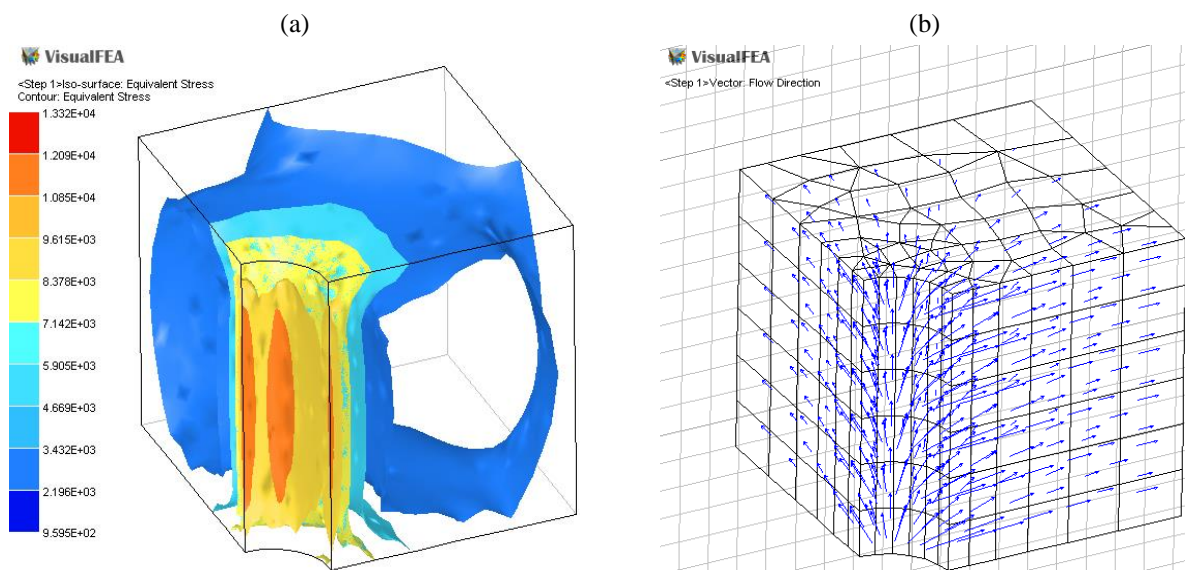 (a)
(b)
VisualFEA
<Step 1>Iso-surface: Equivalent Stress
Contour: Equivalent Stress
1.332E+04
1.209E+04
1.085E+04
9.615E+03
8.378E+03
7.142E+03
5.905E+03
4.669E+03
3.432E+03
2.196E+03
9.595E+02
VisualFEA
<Step 1>Vector: Flow Direction